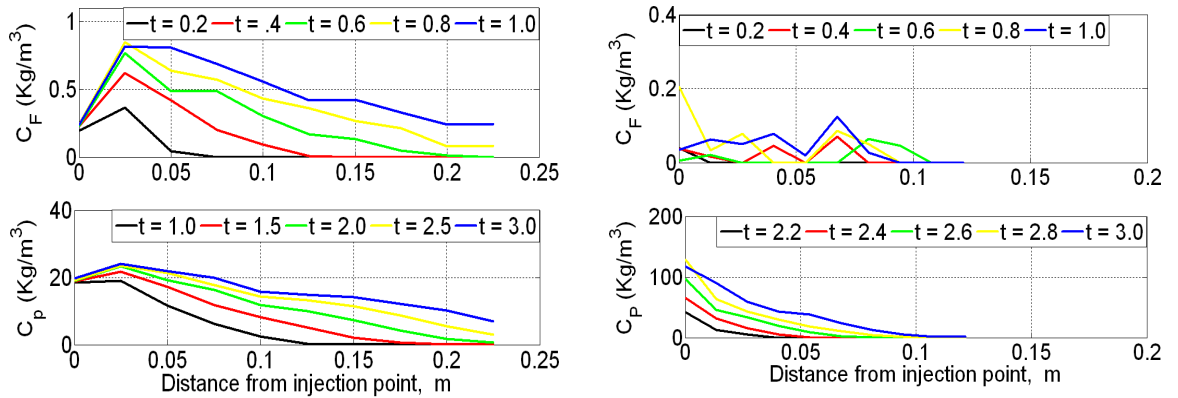 t = 0.2 t = .4 t = 0.6 t = 0.8 t = 1.0
C_F (Kg/m^3)
1
0.5
0
0 0.05 0.1 0.15 0.2 0.25
t = 1.0 t = 1.5 t = 2.0 t = 2.5 t = 3.0
C_p (Kg/m^3)
40
20
0
0 0.05 0.1 0.15 0.2 0.25
Distance from injection point, m
t = 0.2 t = 0.4 t = 0.6 t = 0.8 t = 1.0
C_F (Kg/m^3)
0.4
0.2
0
0 0.05 0.1 0.15 0.2
t = 2.2 t = 2.4 t = 2.6 t = 2.8 t = 3.0
C_P (Kg/m^3)
200
100
0
0 0.05 0.1 0.15 0.2
Distance from injection point, m